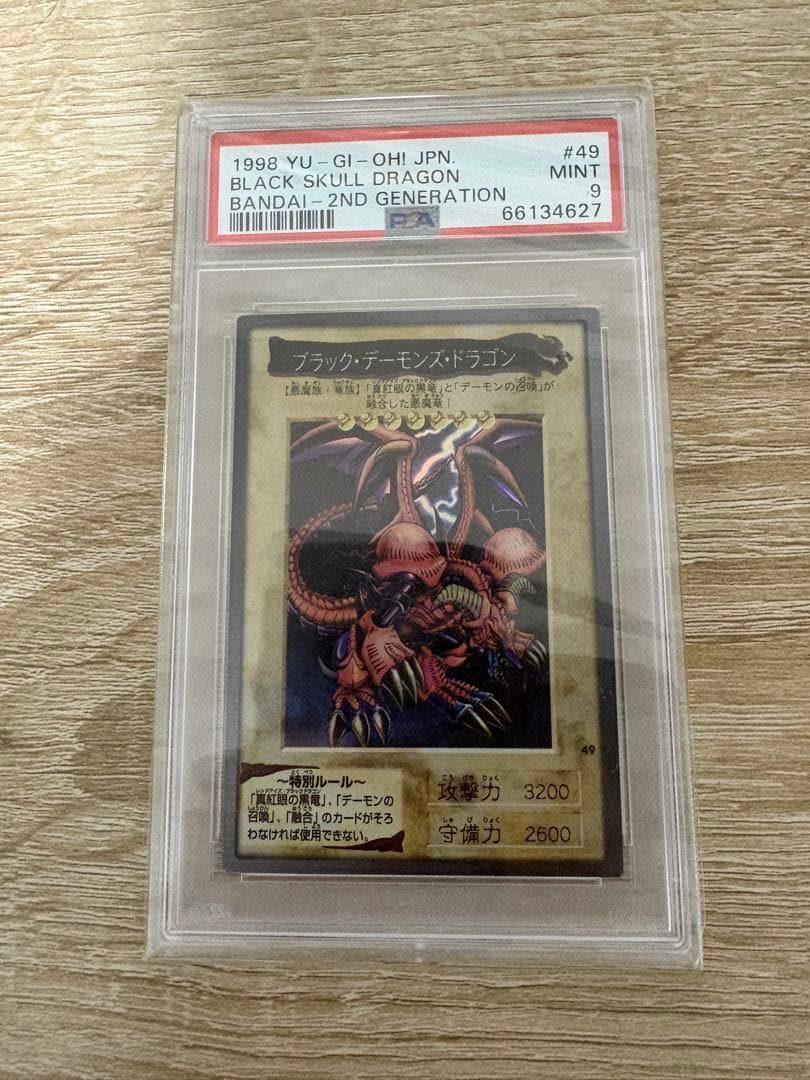 1998 YU-GI-OH! JPN. #49
BLACK SKULL DRAGON MINT
BANDAI-2ND GENERATION 9
PSA 66134627
ブラック・デーモンズ・ドラゴン
【悪魔族・竜族】「真紅眼の黒竜」と「デーモンの召喚」が
融合した悪魔竜！
49
〜特別ルール〜
「真紅眼の黒竜」、「デーモンの
召喚」、「融合」のカードがそろ
わなければ使用できない。
攻撃力 3200
守備力 2600